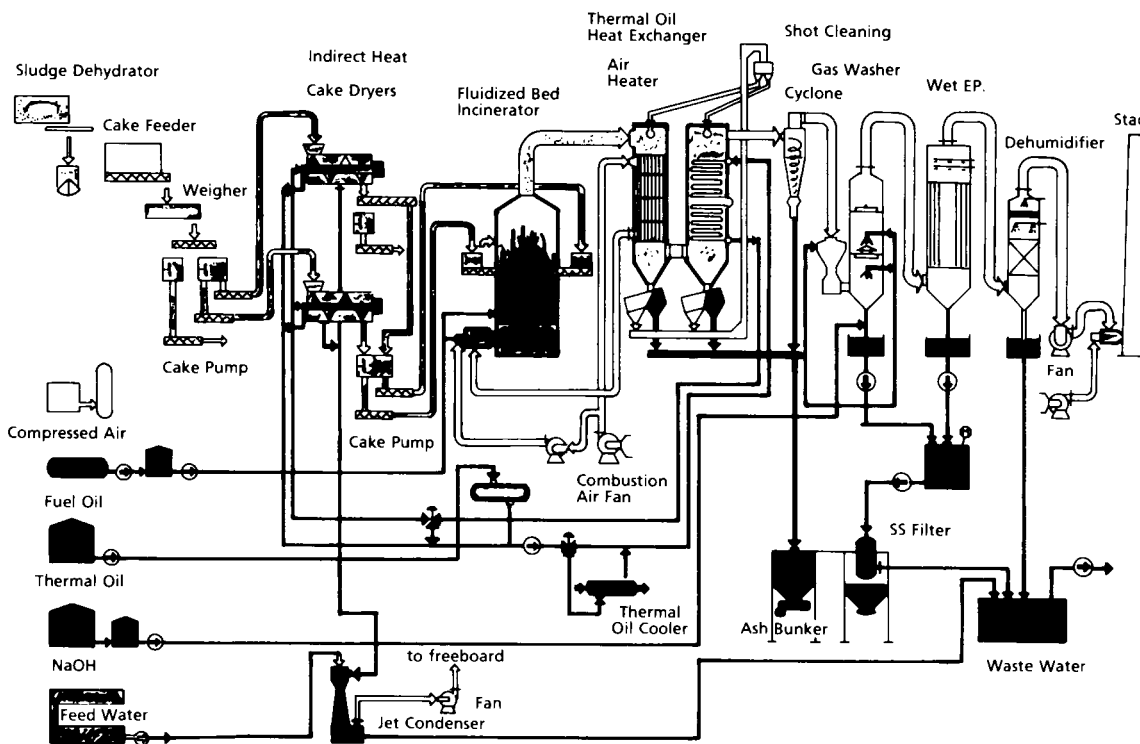 Thermal Oil
Heat Exchanger
Shot Cleaning
Indirect Heat
Cake Dryers
Air
Heater
Gas Washer
Sludge Dehydrator
Fluidized Bed
Incinerator
Cyclone
Wet EP.
Cake Feeder
Dehumidifier
Stac
Weigher
Cake Pump
Fan
Compressed Air
Cake Pump
Combustion
Air Fan
Fuel Oil
SS Filter
Thermal Oil
Thermal
Oil Cooler
Ash Bunker
NaOH
to freeboard
Waste Water
Feed Water
Fan
Jet Condenser